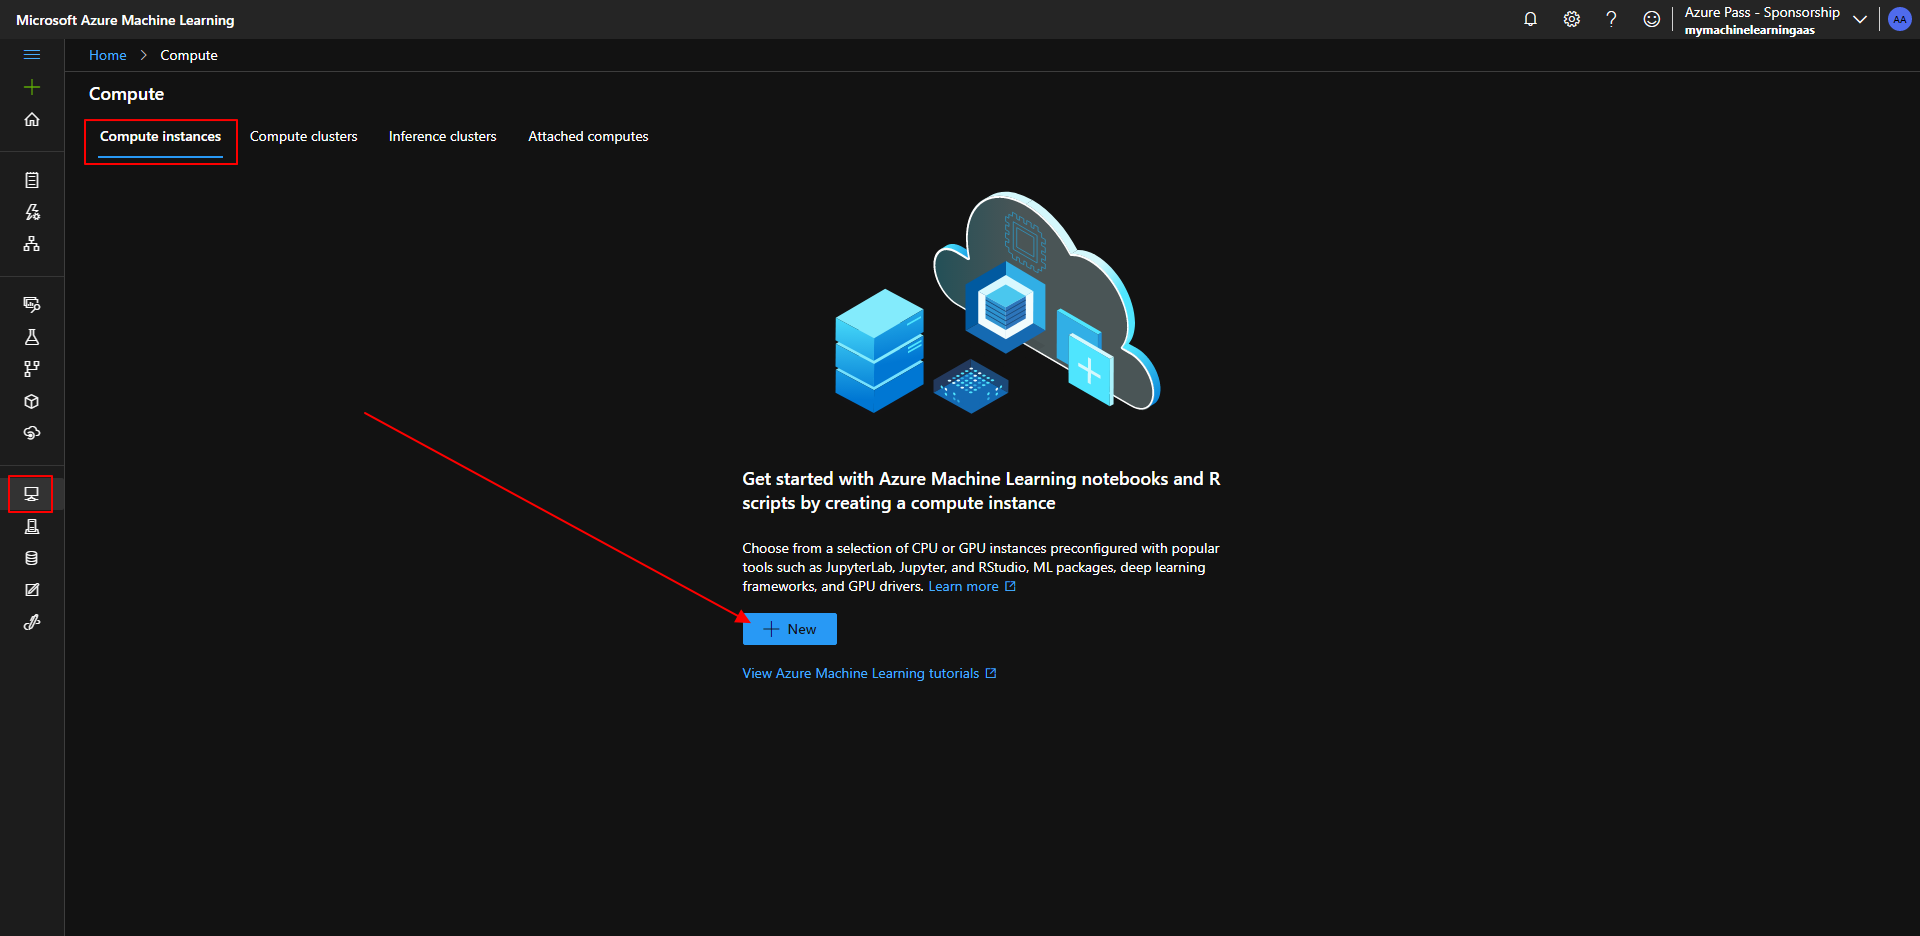 Microsoft Azure Machine Learning
Azure Pass - Sponsorship
mymachinelearningaas
AA
Home > Compute
Compute
Compute instances Compute clusters Inference clusters Attached computes
Get started with Azure Machine Learning notebooks and R
scripts by creating a compute instance
Choose from a selection of CPU or GPU instances preconfigured with popular
tools such as JupyterLab, Jupyter, and RStudio, ML packages, deep learning
frameworks, and GPU drivers. Learn more
New
View Azure Machine Learning tutorials